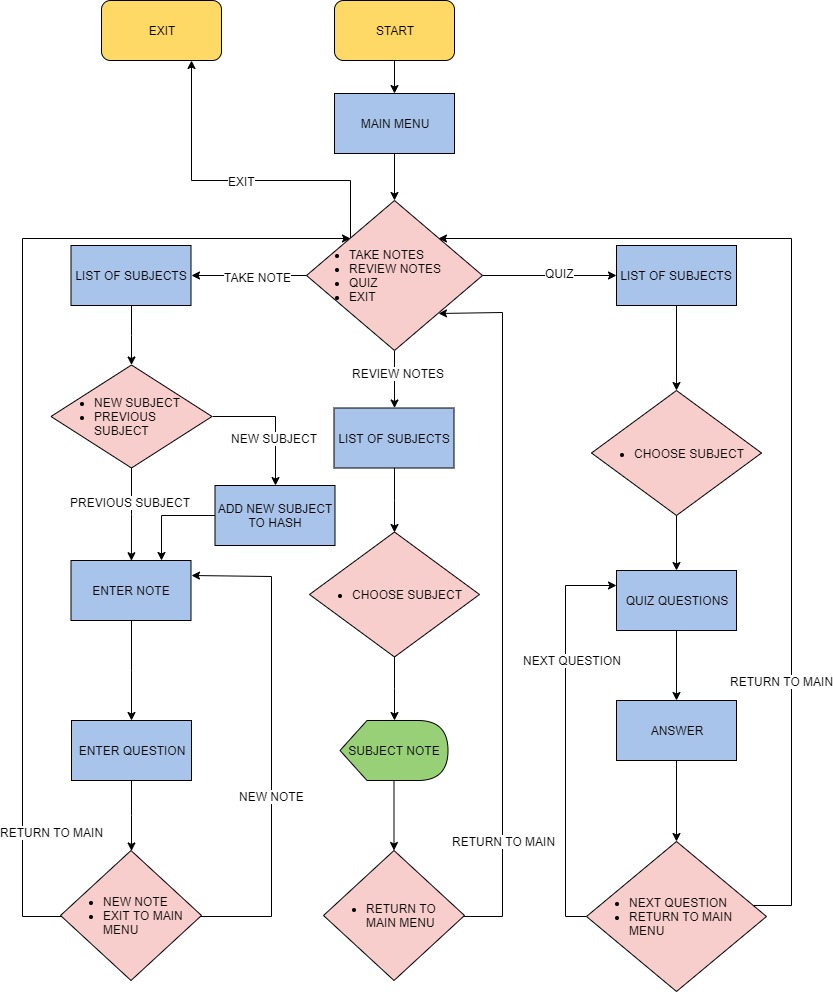 EXIT
START
MAIN MENU
EXIT
• TAKE NOTES
• REVIEW NOTES
• QUIZ
• EXIT
LIST OF SUBJECTS
TAKE NOTE
QUIZ
LIST OF SUBJECTS
REVIEW NOTES
• NEW SUBJECT
• PREVIOUS
SUBJECT
NEW SUBJECT
LIST OF SUBJECTS
• CHOOSE SUBJECT
PREVIOUS SUBJECT
ADD NEW SUBJECT
TO HASH
ENTER NOTE
• CHOOSE SUBJECT
QUIZ QUESTIONS
NEXT QUESTION
RETURN TO MAIN
ENTER QUESTION
SUBJECT NOTE
ANSWER
NEW NOTE
RETURN TO MAIN
RETURN TO MAIN
• NEW NOTE
• EXIT TO MAIN
MENU
• RETURN TO
MAIN MENU
• NEXT QUESTION
• RETURN TO MAIN
MENU